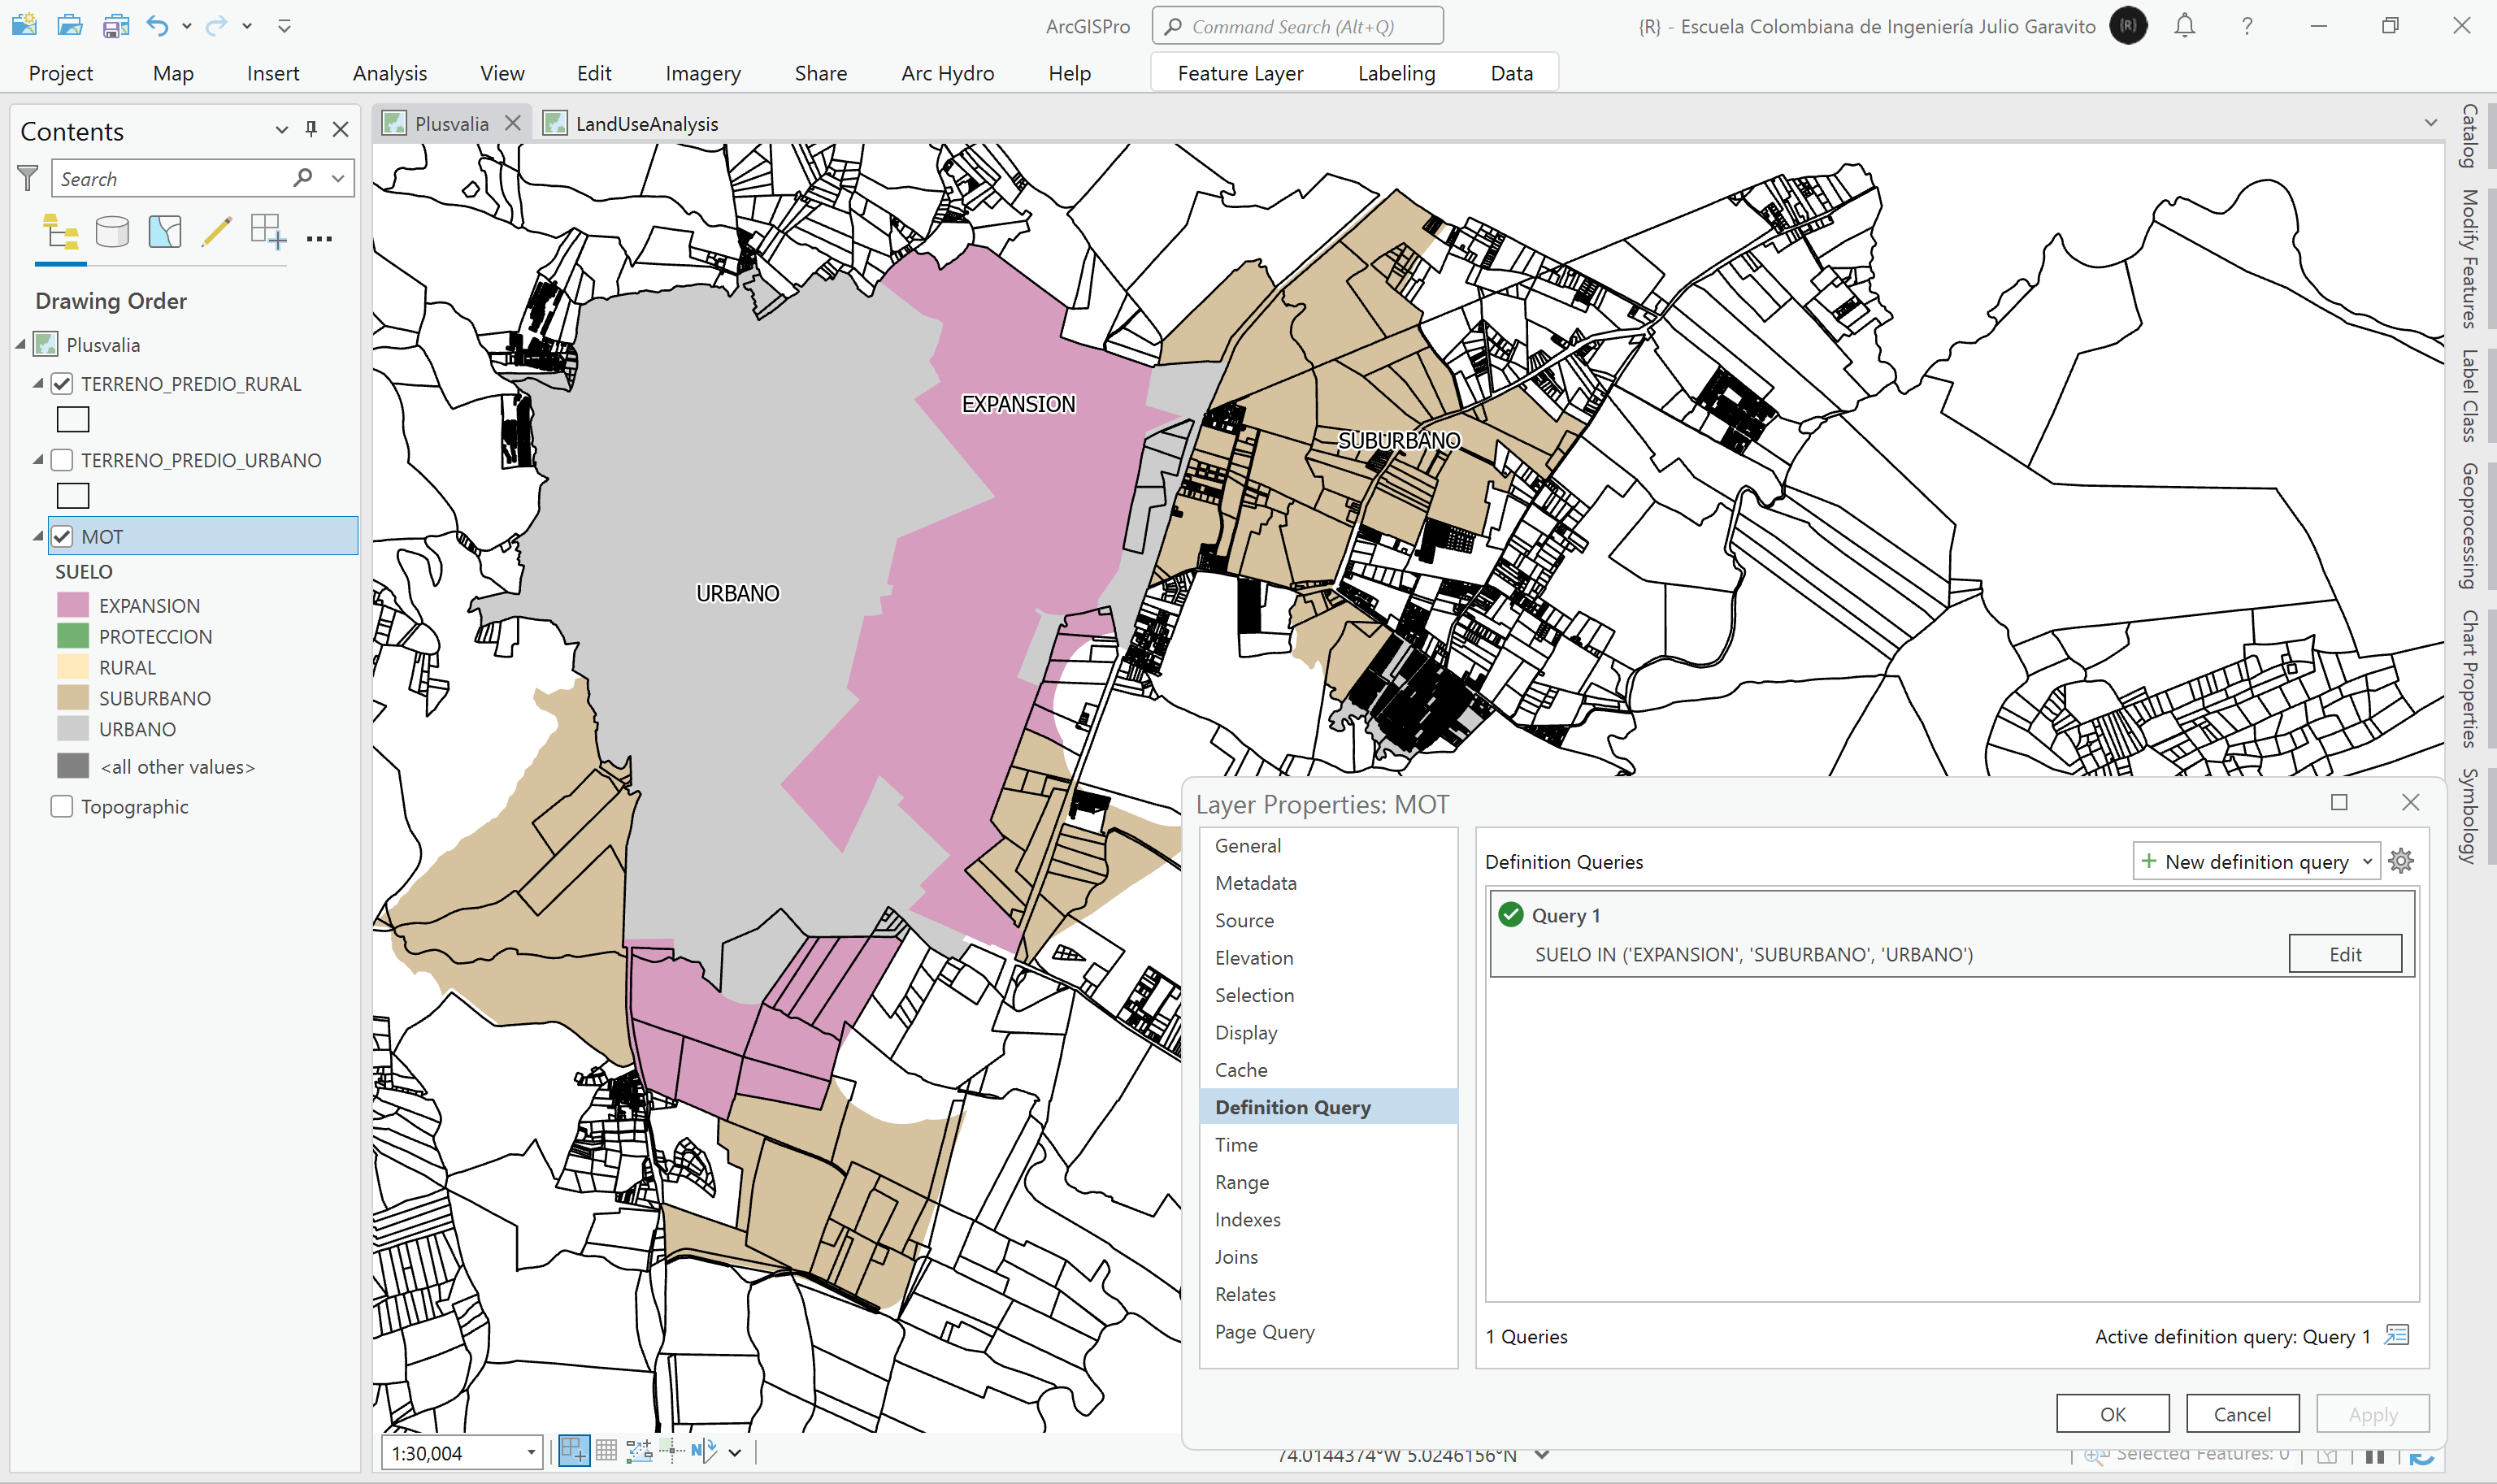 ArcGISPro
Command Search (Alt+Q)
{R} - Escuela Colombiana de Ingeniería Julio Garavito
(R)
?
Project
Map
Insert
Analysis
View
Edit
Imagery
Share
Arc Hydro
Help
Feature Layer
Labeling
Data
Contents
Search
Drawing Order
Plusvalia
TERRENO_PREDIO_RURAL
TERRENO_PREDIO_URBANO
MOT
SUELO
EXPANSION
PROTECCION
RURAL
SUBURBANO
URBANO
<all other values>
Topographic
Plusvalia
LandUseAnalysis
EXPANSION
SUBURBANO
URBANO
Catalog
Modify Features
Label Class
Geoprocessing
Chart Properties
Symbology
Layer Properties: MOT
General
Metadata
Source
Elevation
Selection
Display
Cache
Definition Query
Time
Range
Indexes
Joins
Relates
Page Query
Definition Queries
New definition query
Query 1
SUELO IN ('EXPANSION', 'SUBURBANO', 'URBANO')
Edit
1 Queries
Active definition query: Query 1
OK
Cancel
Apply
1:30,004
N
74.0144374°W 5.0246156°N
Selected Features: 0